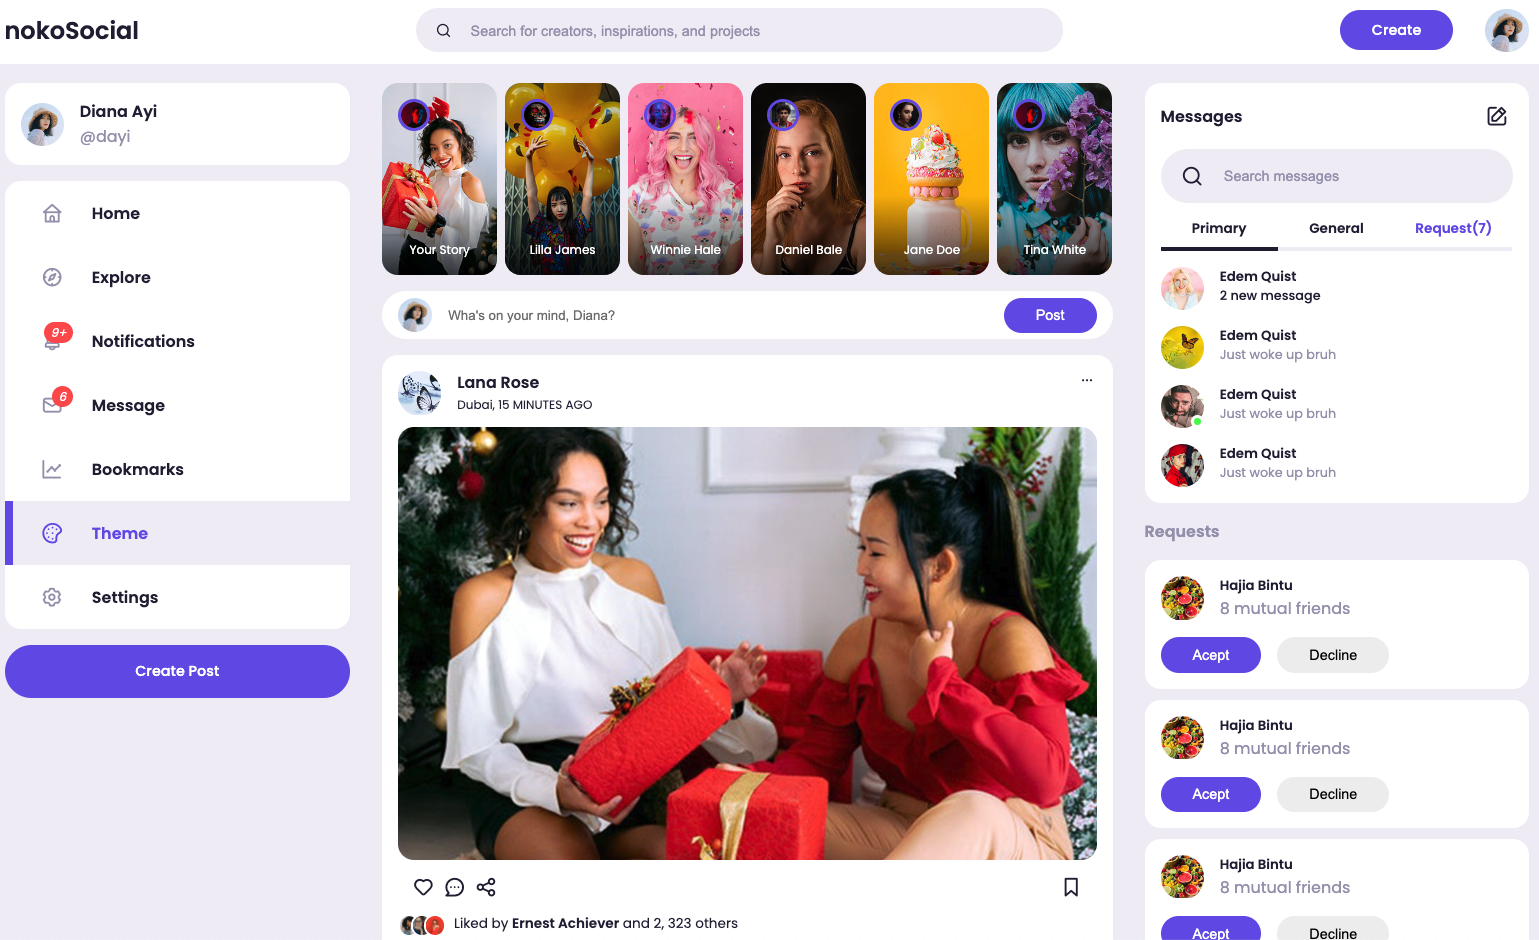 nokoSocial
Search for creators, inspirations, and projects
Create
Diana Ayi
@dayi
Home
Explore
9+
Notifications
6
Message
Bookmarks
Theme
Settings
Create Post
Your Story
Lilla James
Winnie Hale
Daniel Bale
Jane Doe
Tina White
Wha's on your mind, Diana?
Post
Lana Rose
Dubai, 15 MINUTES AGO
Liked by Ernest Achiever and 2, 323 others
Messages
Search messages
Primary
General
Request(7)
Edem Quist
2 new message
Edem Quist
Just woke up bruh
Edem Quist
Just woke up bruh
Edem Quist
Just woke up bruh
Requests
Hajia Bintu
8 mutual friends
Acept
Decline
Hajia Bintu
8 mutual friends
Acept
Decline
Hajia Bintu
8 mutual friends
Acept
Decline